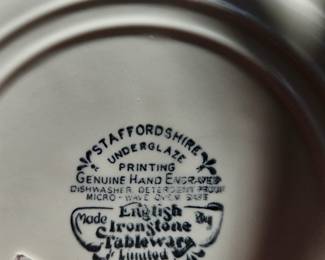 STAFFORDSHIRE
UNDERGLAZE
PRINTING
GENUINE HAND ENGRAVED
DISHWASHER, DETERGENT PROOF
MICRO-WAVE OVEN SAFE
Made English By
Ironstone
Tableware
Limited